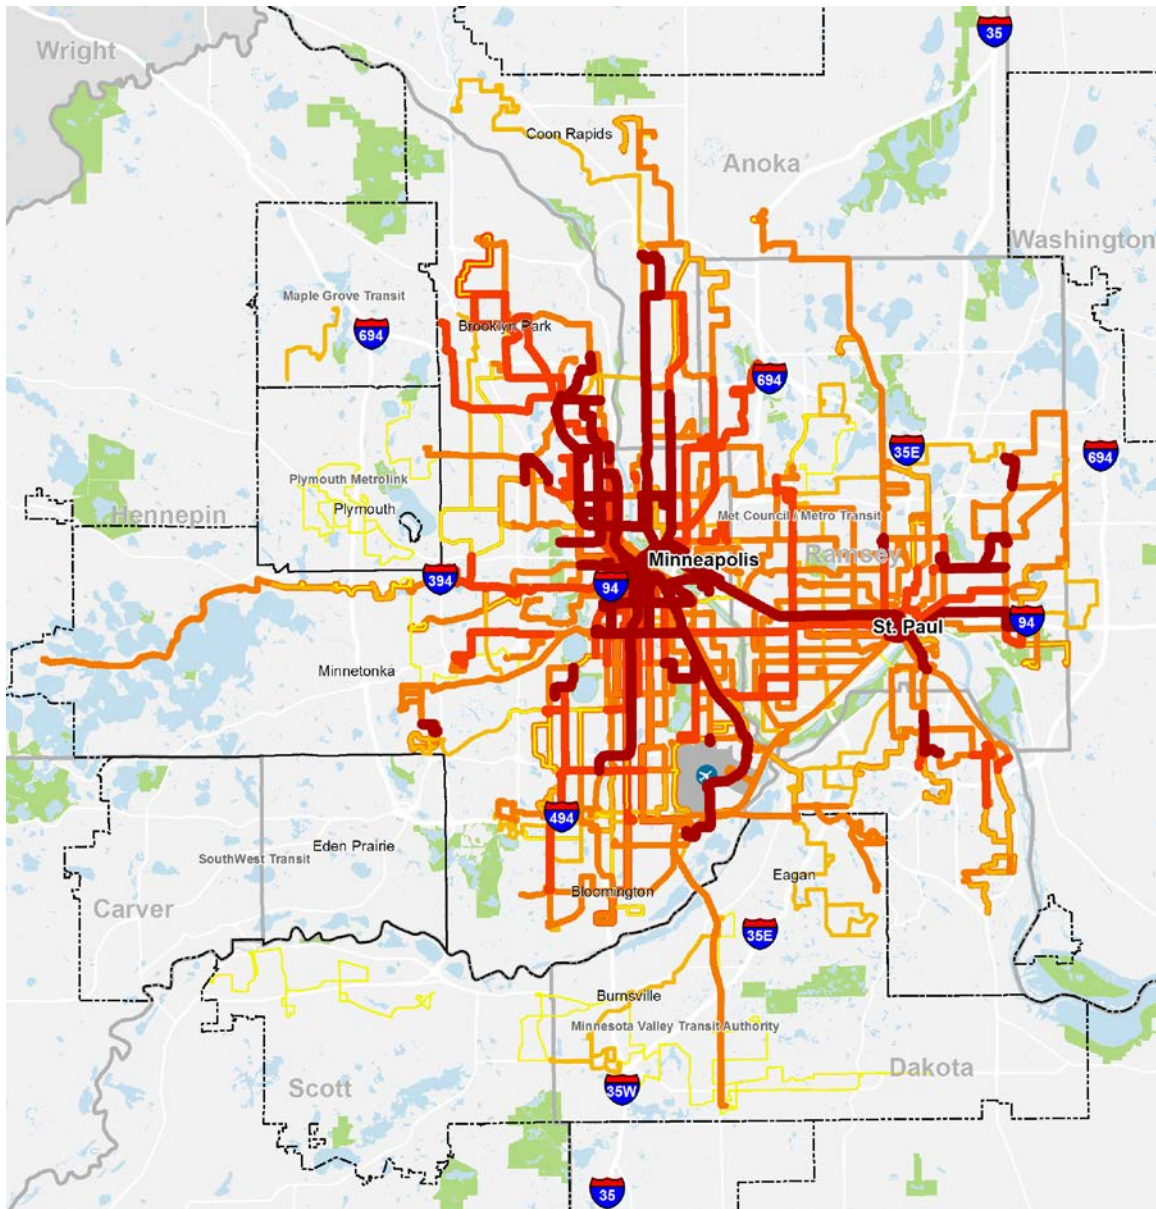 35
Wright
Coon Rapids
Anoka
Washington
Maple Grove Transit
694
Brooklyn Park
694
35E
694
Plymouth Metrolink
Plymouth
Hennepin
Met Council / Metro Transit
Ramsey
Minneapolis
394
94
St. Paul
94
Minnetonka
494
Eden Prairie
SouthWest Transit
Eagan
Bloomington
Carver
35E
Burnsville
Minnesota Valley Transit Authority
Dakota
Scott
35W
35